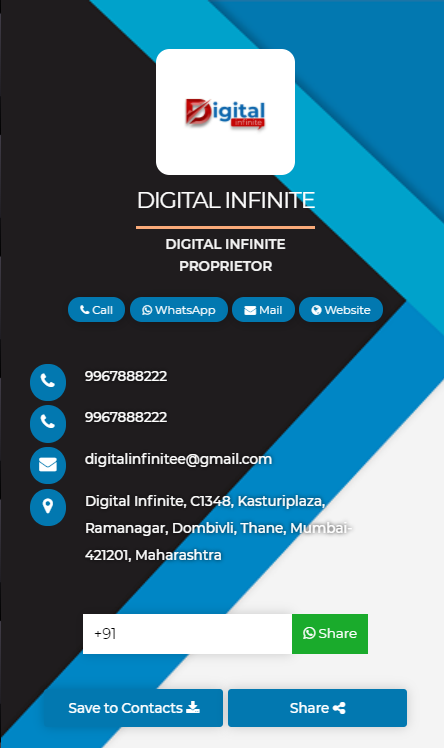 Digital
infinite
DIGITAL INFINITE
DIGITAL INFINITE
PROPRIETOR
Call WhatsApp Mail Website
9967888222
9967888222
digitalinfinitee@gmail.com
Digital Infinite, C1348, Kasturiplaza,
Ramanagar, Dombivli, Thane, Mumbai-
421201, Maharashtra
+91 Share
Save to Contacts Share